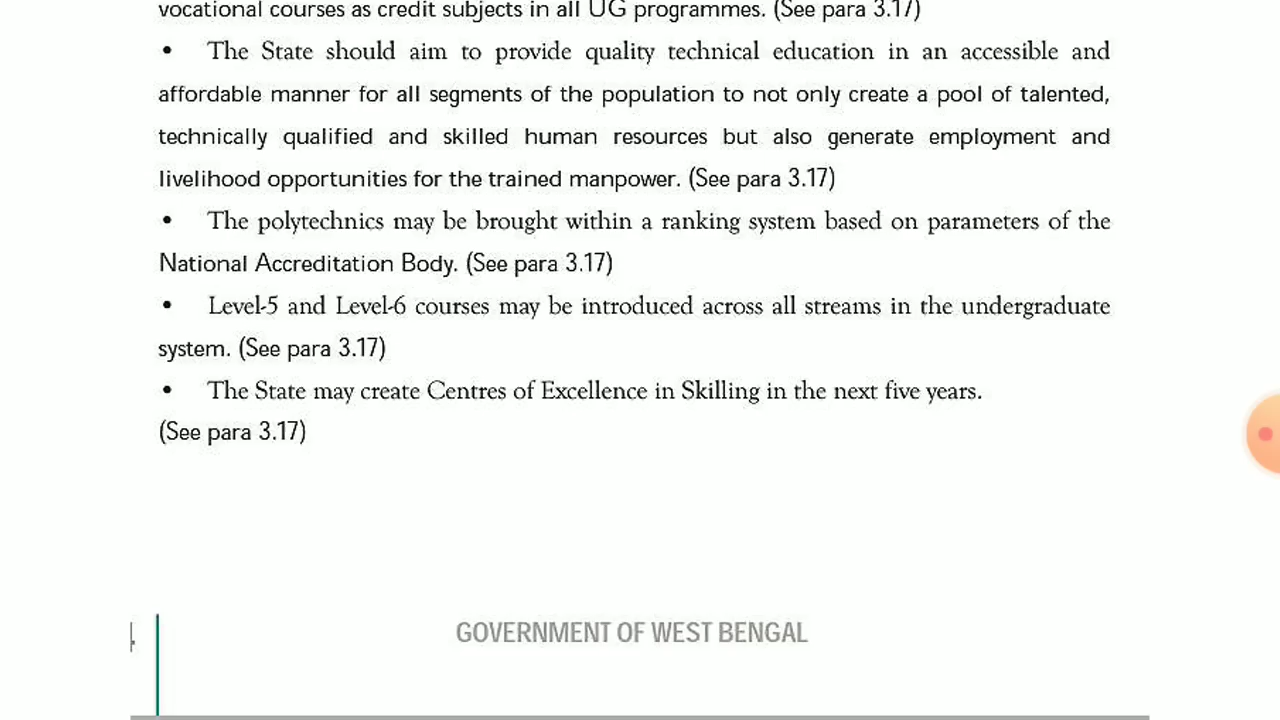 vocational courses as credit subjects in all UG programmes. (See para 3.17)
• The State should aim to provide quality technical education in an accessible and
affordable manner for all segments of the population to not only create a pool of talented,
technically qualified and skilled human resources but also generate employment and
livelihood opportunities for the trained manpower. (See para 3.17)
• The polytechnics may be brought within a ranking system based on parameters of the
National Accreditation Body. (See para 3.17)
• Level-5 and Level-6 courses may be introduced across all streams in the undergraduate
system. (See para 3.17)
• The State may create Centres of Excellence in Skilling in the next five years.
(See para 3.17)
GOVERNMENT OF WEST BENGAL